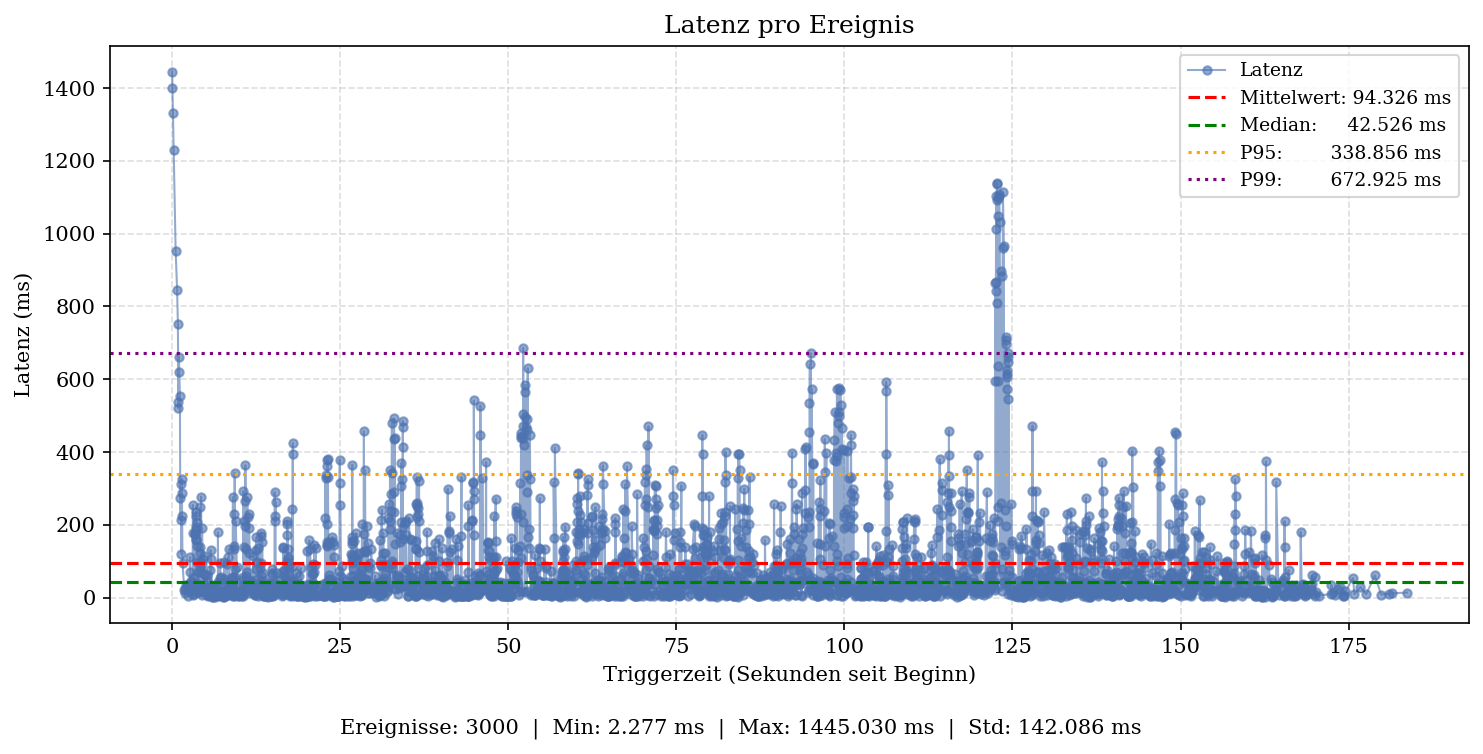 Latenz pro Ereignis
Latenz (ms)
1400
1200
1000
800
600
400
200
0
Latenz
Mittelwert: 94.326 ms
Median: 42.526 ms
P95: 338.856 ms
P99: 672.925 ms
0 25 50 75 100 125 150 175
Triggerzeit (Sekunden seit Beginn)
Ereignisse: 3000 | Min: 2.277 ms | Max: 1445.030 ms | Std: 142.086 ms